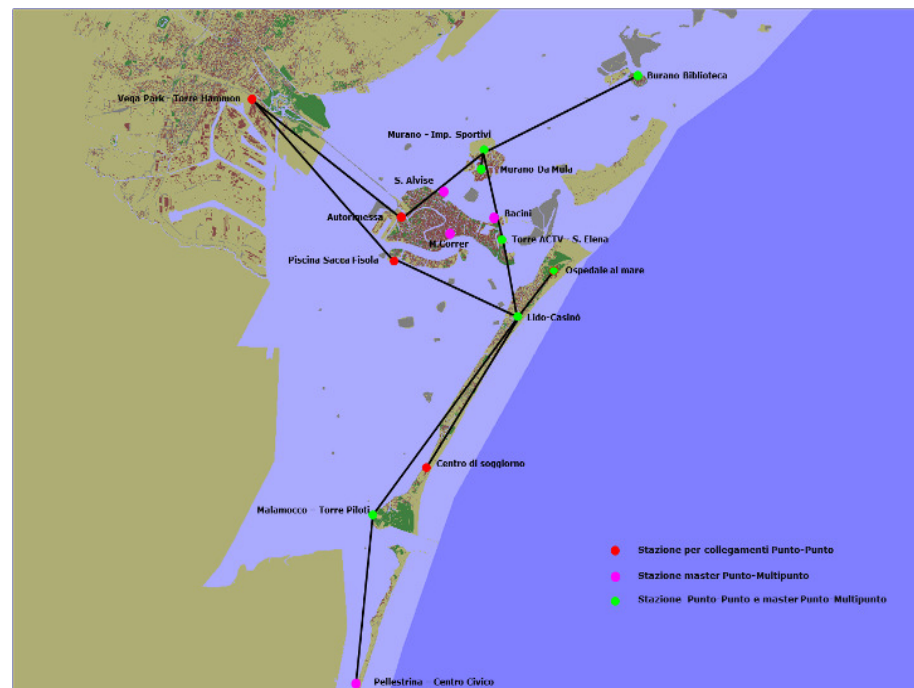 Burano Biblioteca
Vega Park - Torre Hammon
Murano - Imp. Sportivi
Murano Da Mula
S. Alvise
Autorimessa
Bacini
M.Correr
Torre ACTV - S. Elena
Piscina Sacca Fisola
Ospedale al mare
Lido-Casinò
Centro di soggiorno
Malamocco - Torre Piloti
Stazione per collegamenti Punto-Punto
Stazione master Punto-Multipunto
Stazione Punto Punto e master Punto Multipunto
Pellestrina - Centro Civico